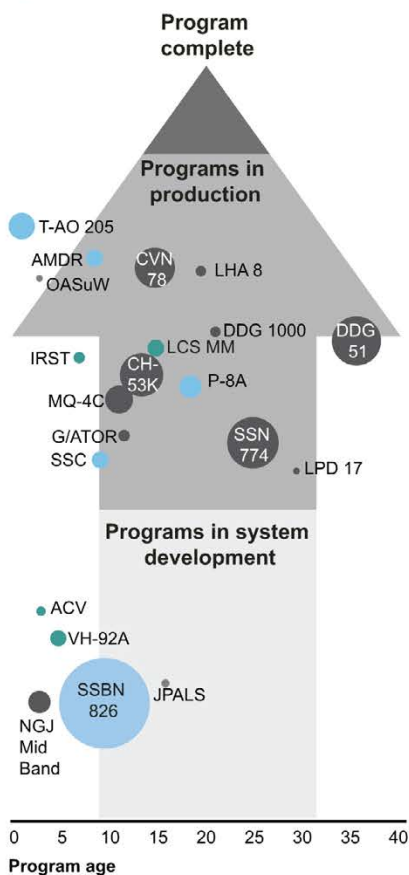 Program
complete
Programs in
production
T-AO 205
AMDR
CVN
78
LHA 8
OASuW
DDG 1000
DDG
51
LCS MM
IRST
CH-
53K
P-8A
MQ-4C
G/ATOR
SSN
774
SSC
LPD 17
Programs in system
development
ACV
VH-92A
SSBN
826
JPALS
NGJ
Mid
Band
0 5 10 15 20 25 30 35 40
Program age